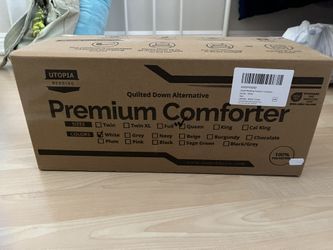 UTOPIA
BEDDING
Quilted Down Alternative
Premium Comforter
SIZE Twin Twin XL Full Queen King Cal King
COLORS White Grey Navy Beige Burgundy Chocolate
Plum Pink Black Sage Green Black/Grey
100%